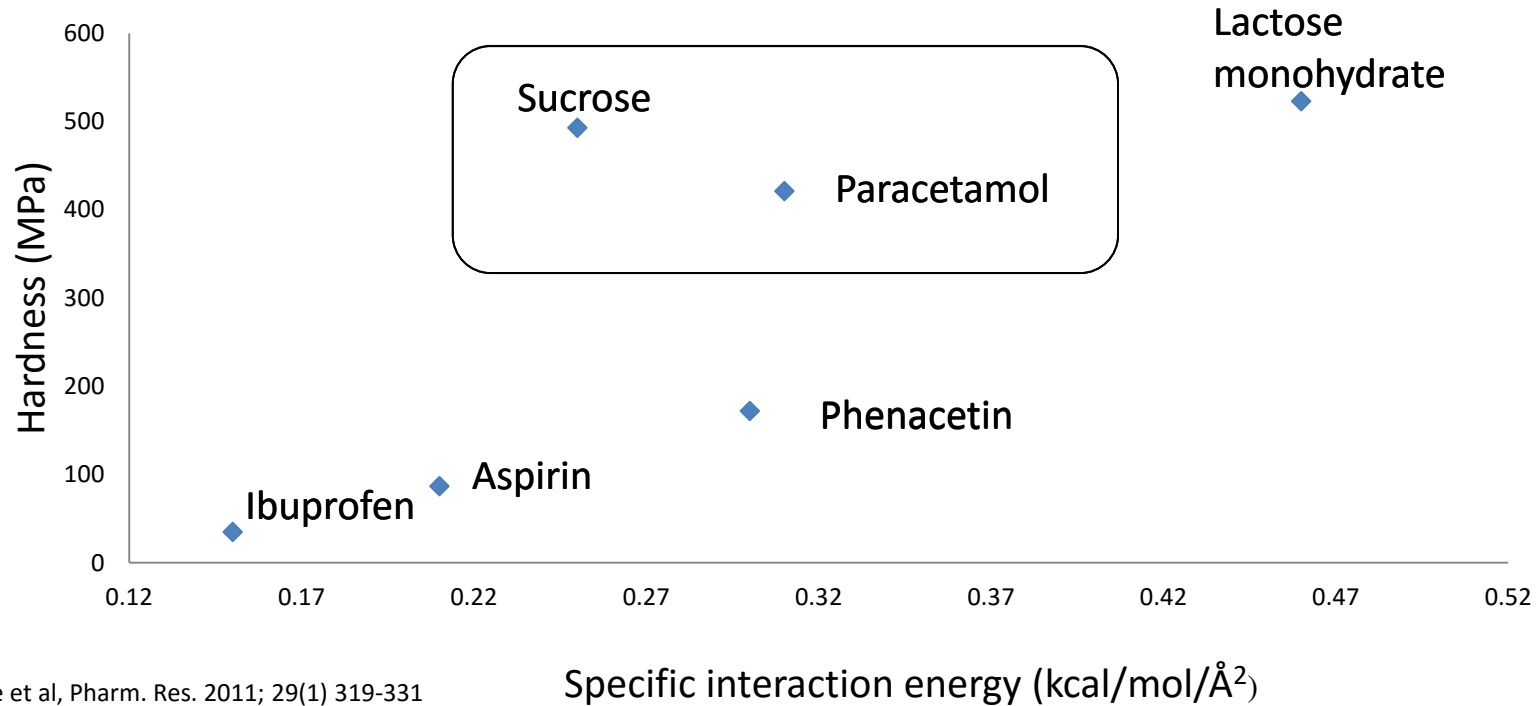 Lactose
monohydrate
600
Sucrose
500
Paracetamol
400
Hardness (MPa)
300
200
Phenacetin
100
Aspirin
Ibuprofen
0
0.12 0.17 0.22 0.27 0.32 0.37 0.42 0.47 0.52
Specific interaction energy (kcal/mol/Å²)
et al, Pharm. Res. 2011; 29(1) 319-331